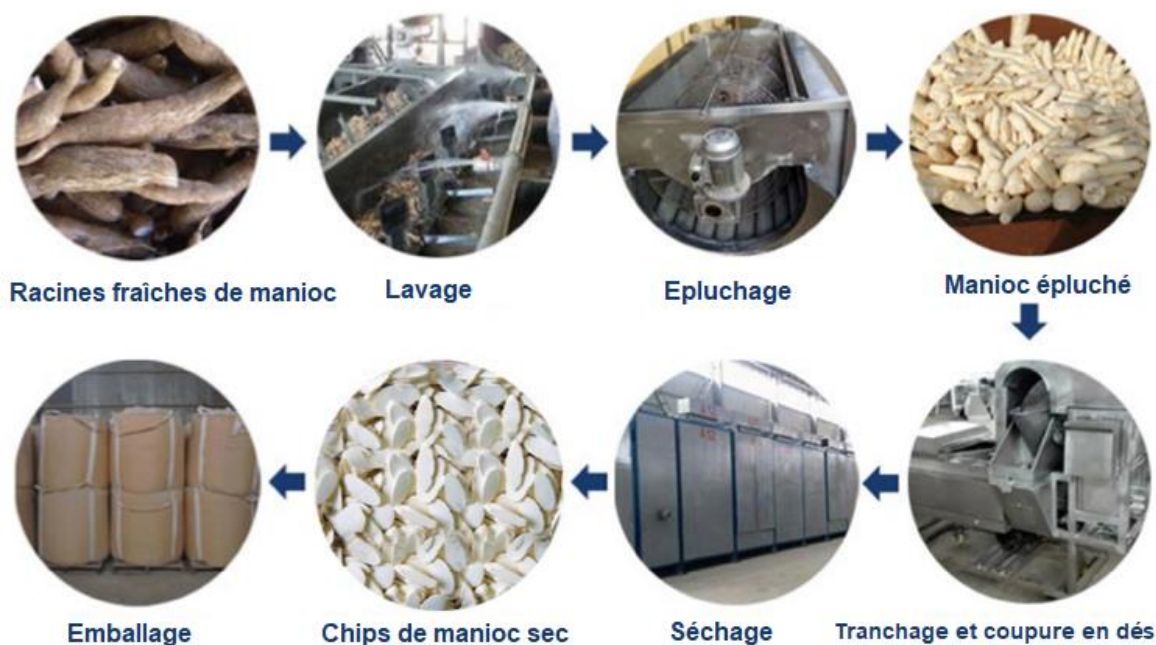 Racines fraîches de manioc
Lavage
Epluchage
Manioc épluché
Tranchage et coupure en dés
Séchage
Chips de manioc sec
Emballage